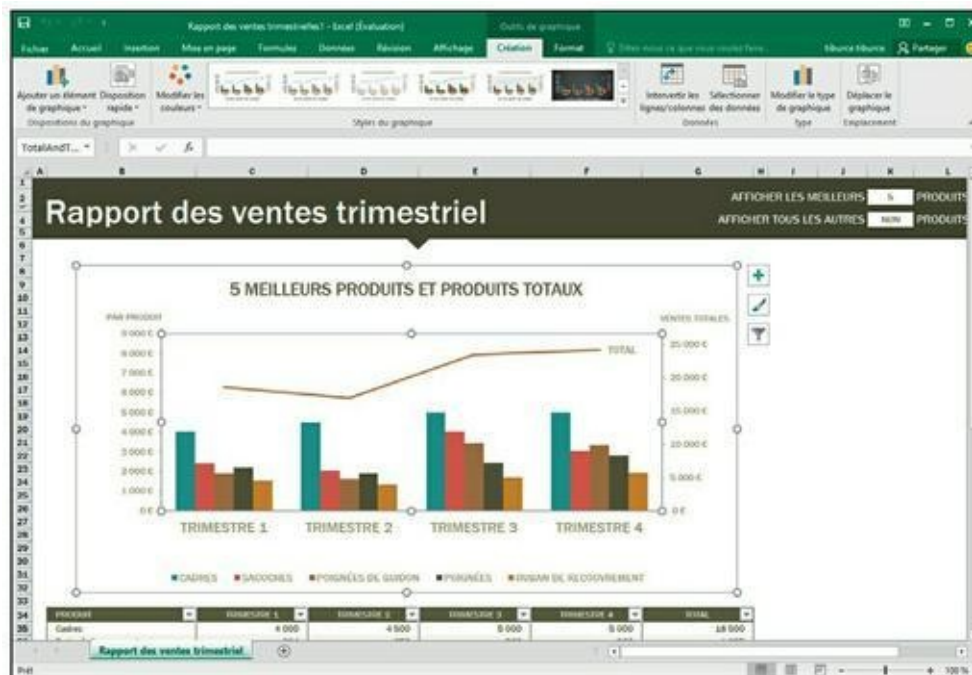 Rapport des ventes trimestrielles1 - Excel (Évaluation)
Outils de graphique
Fichier Accueil Insertion Mise en page Formules Données Révision Affichage Création Format
tiburce tiburce Partager
Ajouter un élément de graphique
Disposition rapide
Modifier les couleurs
Intervertir les lignes/colonnes
Sélectionner des données
Modifier le type de graphique
Déplacer le graphique
Dispositions du graphique
Styles du graphique
Données
Type
Emplacement
TotalAndT...
fx
A B C D E F G H I J K L
Rapport des ventes trimestriel
AFFICHER LES MEILLEURS 5 PRODUITS
AFFICHER TOUS LES AUTRES NON PRODUITS
5 MEILLEURS PRODUITS ET PRODUITS TOTAUX
PAR PRODUIT
VENTES TOTALES
9 000 €
8 000 €
7 000 €
6 000 €
5 000 €
4 000 €
3 000 €
2 000 €
1 000 €
0 €
TOTAL
25 000 €
20 000 €
15 000 €
10 000 €
5 000 €
0 €
TRIMESTRE 1 TRIMESTRE 2 TRIMESTRE 3 TRIMESTRE 4
CADRES SACOCHES POIGNÉES DE GUIDON POIGNÉES RUBAN DE RECOUVREMENT
PRODUIT TRIMESTRE 1 TRIMESTRE 2 TRIMESTRE 3 TRIMESTRE 4 TOTAL
Cadres 4 000 4 500 5 000 5 000 18 500
Rapport des ventes trimestriel
Prêt
100 %